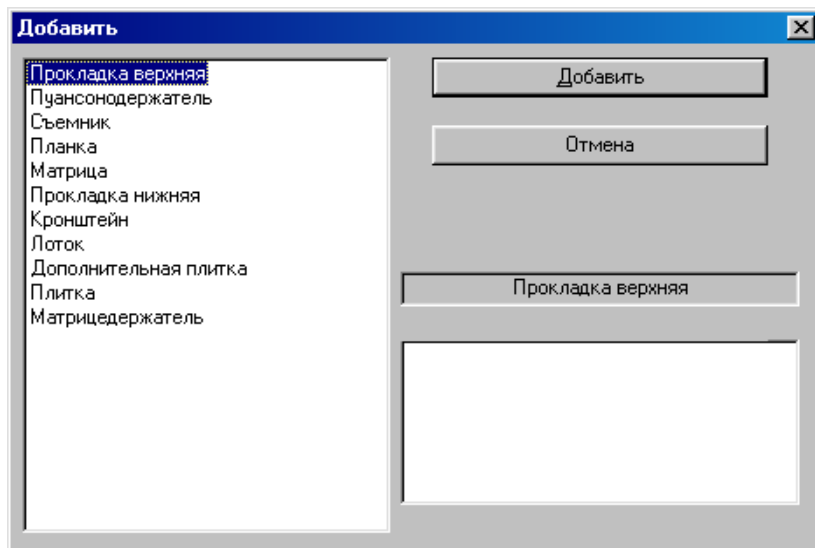 Добавить
Прокладка верхняя
Пуансонодержатель
Съемник
Планка
Матрица
Прокладка нижняя
Кронштейн
Лоток
Дополнительная плитка
Плитка
Матрицедержатель
Добавить
Отмена
Прокладка верхняя